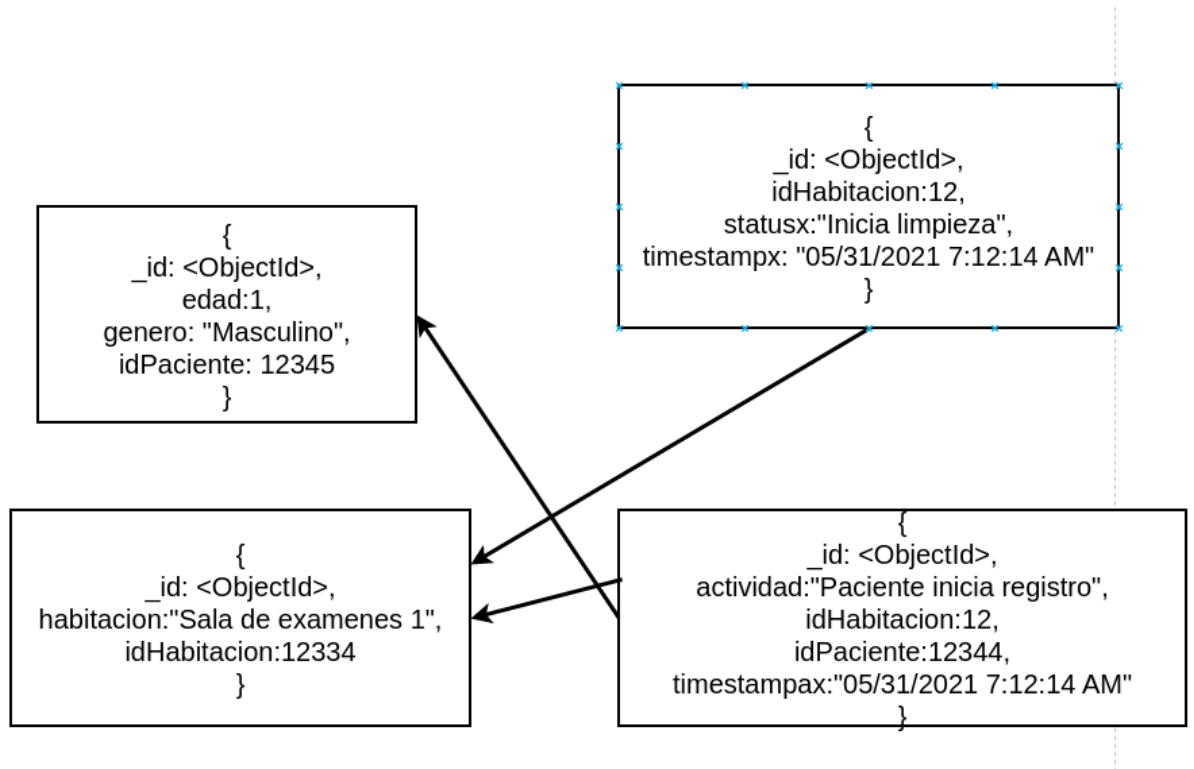 {
_id: <ObjectId>,
idHabitacion:12,
statusx:"Inicia limpieza",
timestampx: "05/31/2021 7:12:14 AM"
}
{
_id: <ObjectId>,
edad:1,
genero: "Masculino",
idPaciente: 12345
}
{
_id: <ObjectId>,
habitacion:"Sala de examenes 1",
idHabitacion:12334
}
{
_id: <ObjectId>,
actividad:"Paciente inicia registro",
idHabitacion:12,
idPaciente:12344,
timestampax:"05/31/2021 7:12:14 AM"
}